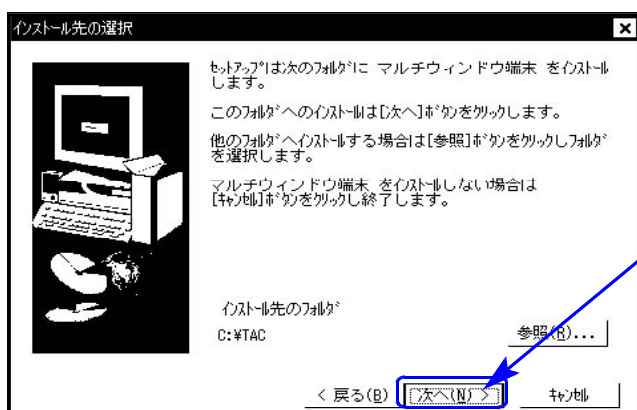 インストール先の選択
ｾｯﾄｱｯﾌﾟは次のﾌｫﾙﾀﾞに マルチウィンドウ端末 をｲﾝｽﾄｰﾙ
します。
このﾌｫﾙﾀﾞへのｲﾝｽﾄｰﾙは[次へ]ﾎﾞﾀﾝをｸﾘｯｸします。
他のﾌｫﾙﾀﾞへｲﾝｽﾄｰﾙする場合は[参照]ﾎﾞﾀﾝをｸﾘｯｸしﾌｫﾙﾀﾞ
を選択します。
マルチウィンドウ端末 をｲﾝｽﾄｰﾙしない場合は
[ｷｬﾝｾﾙ]ﾎﾞﾀﾝをｸﾘｯｸし終了します。
ｲﾝｽﾄｰﾙ先のﾌｫﾙﾀﾞ
C:¥TAC
参照(R)...
< 戻る(B)
次へ(N) >
ｷｬﾝｾﾙ